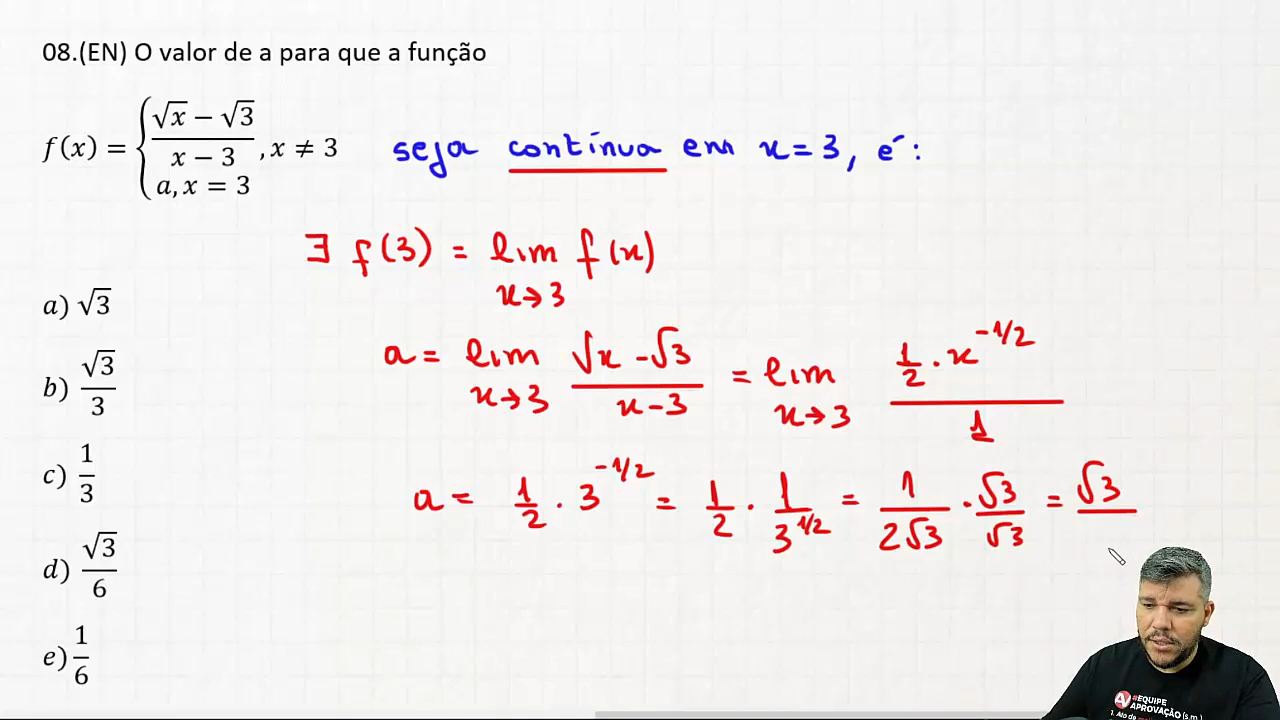 08.(EN) O valor de a para que a função
f(x) = { (√x − √3)/(x − 3), x ≠ 3
a, x = 3
seja contínua em x=3, é:
∃ f(3) = lim x→3 f(x)
a) √3
a = lim x→3 (√x - √3)/(x-3) = lim x→3 (1/2 · x^(-1/2))/1
b) √3/3
c) 1/3
a = 1/2 · 3^(-1/2) = 1/2 · 1/3^(1/2) = 1/(2√3) · √3/√3 = √3
d) √3/6
e) 1/6
#EQUIPE
APROVAÇÃO (s.m.)